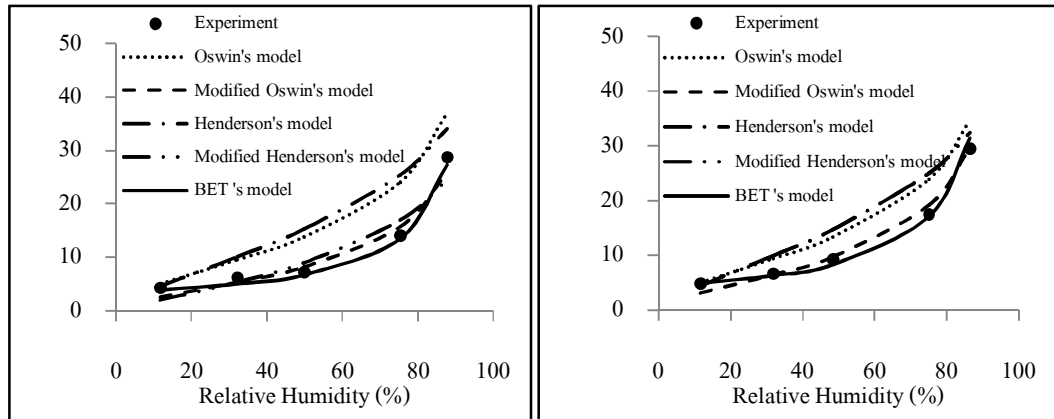 Experiment
50
Oswin's model
Modified Oswin's model
40
Henderson's model
30
Modified Henderson's model
BET 's model
20
10
0
0 20 40 60 80 100
Relative Humidity (%)
Experiment
50
Oswin's model
Modified Oswin's model
40
Henderson's model
30
Modified Henderson's model
BET 's model
20
10
0
0 20 40 60 80 100
Relative Humidity (%)